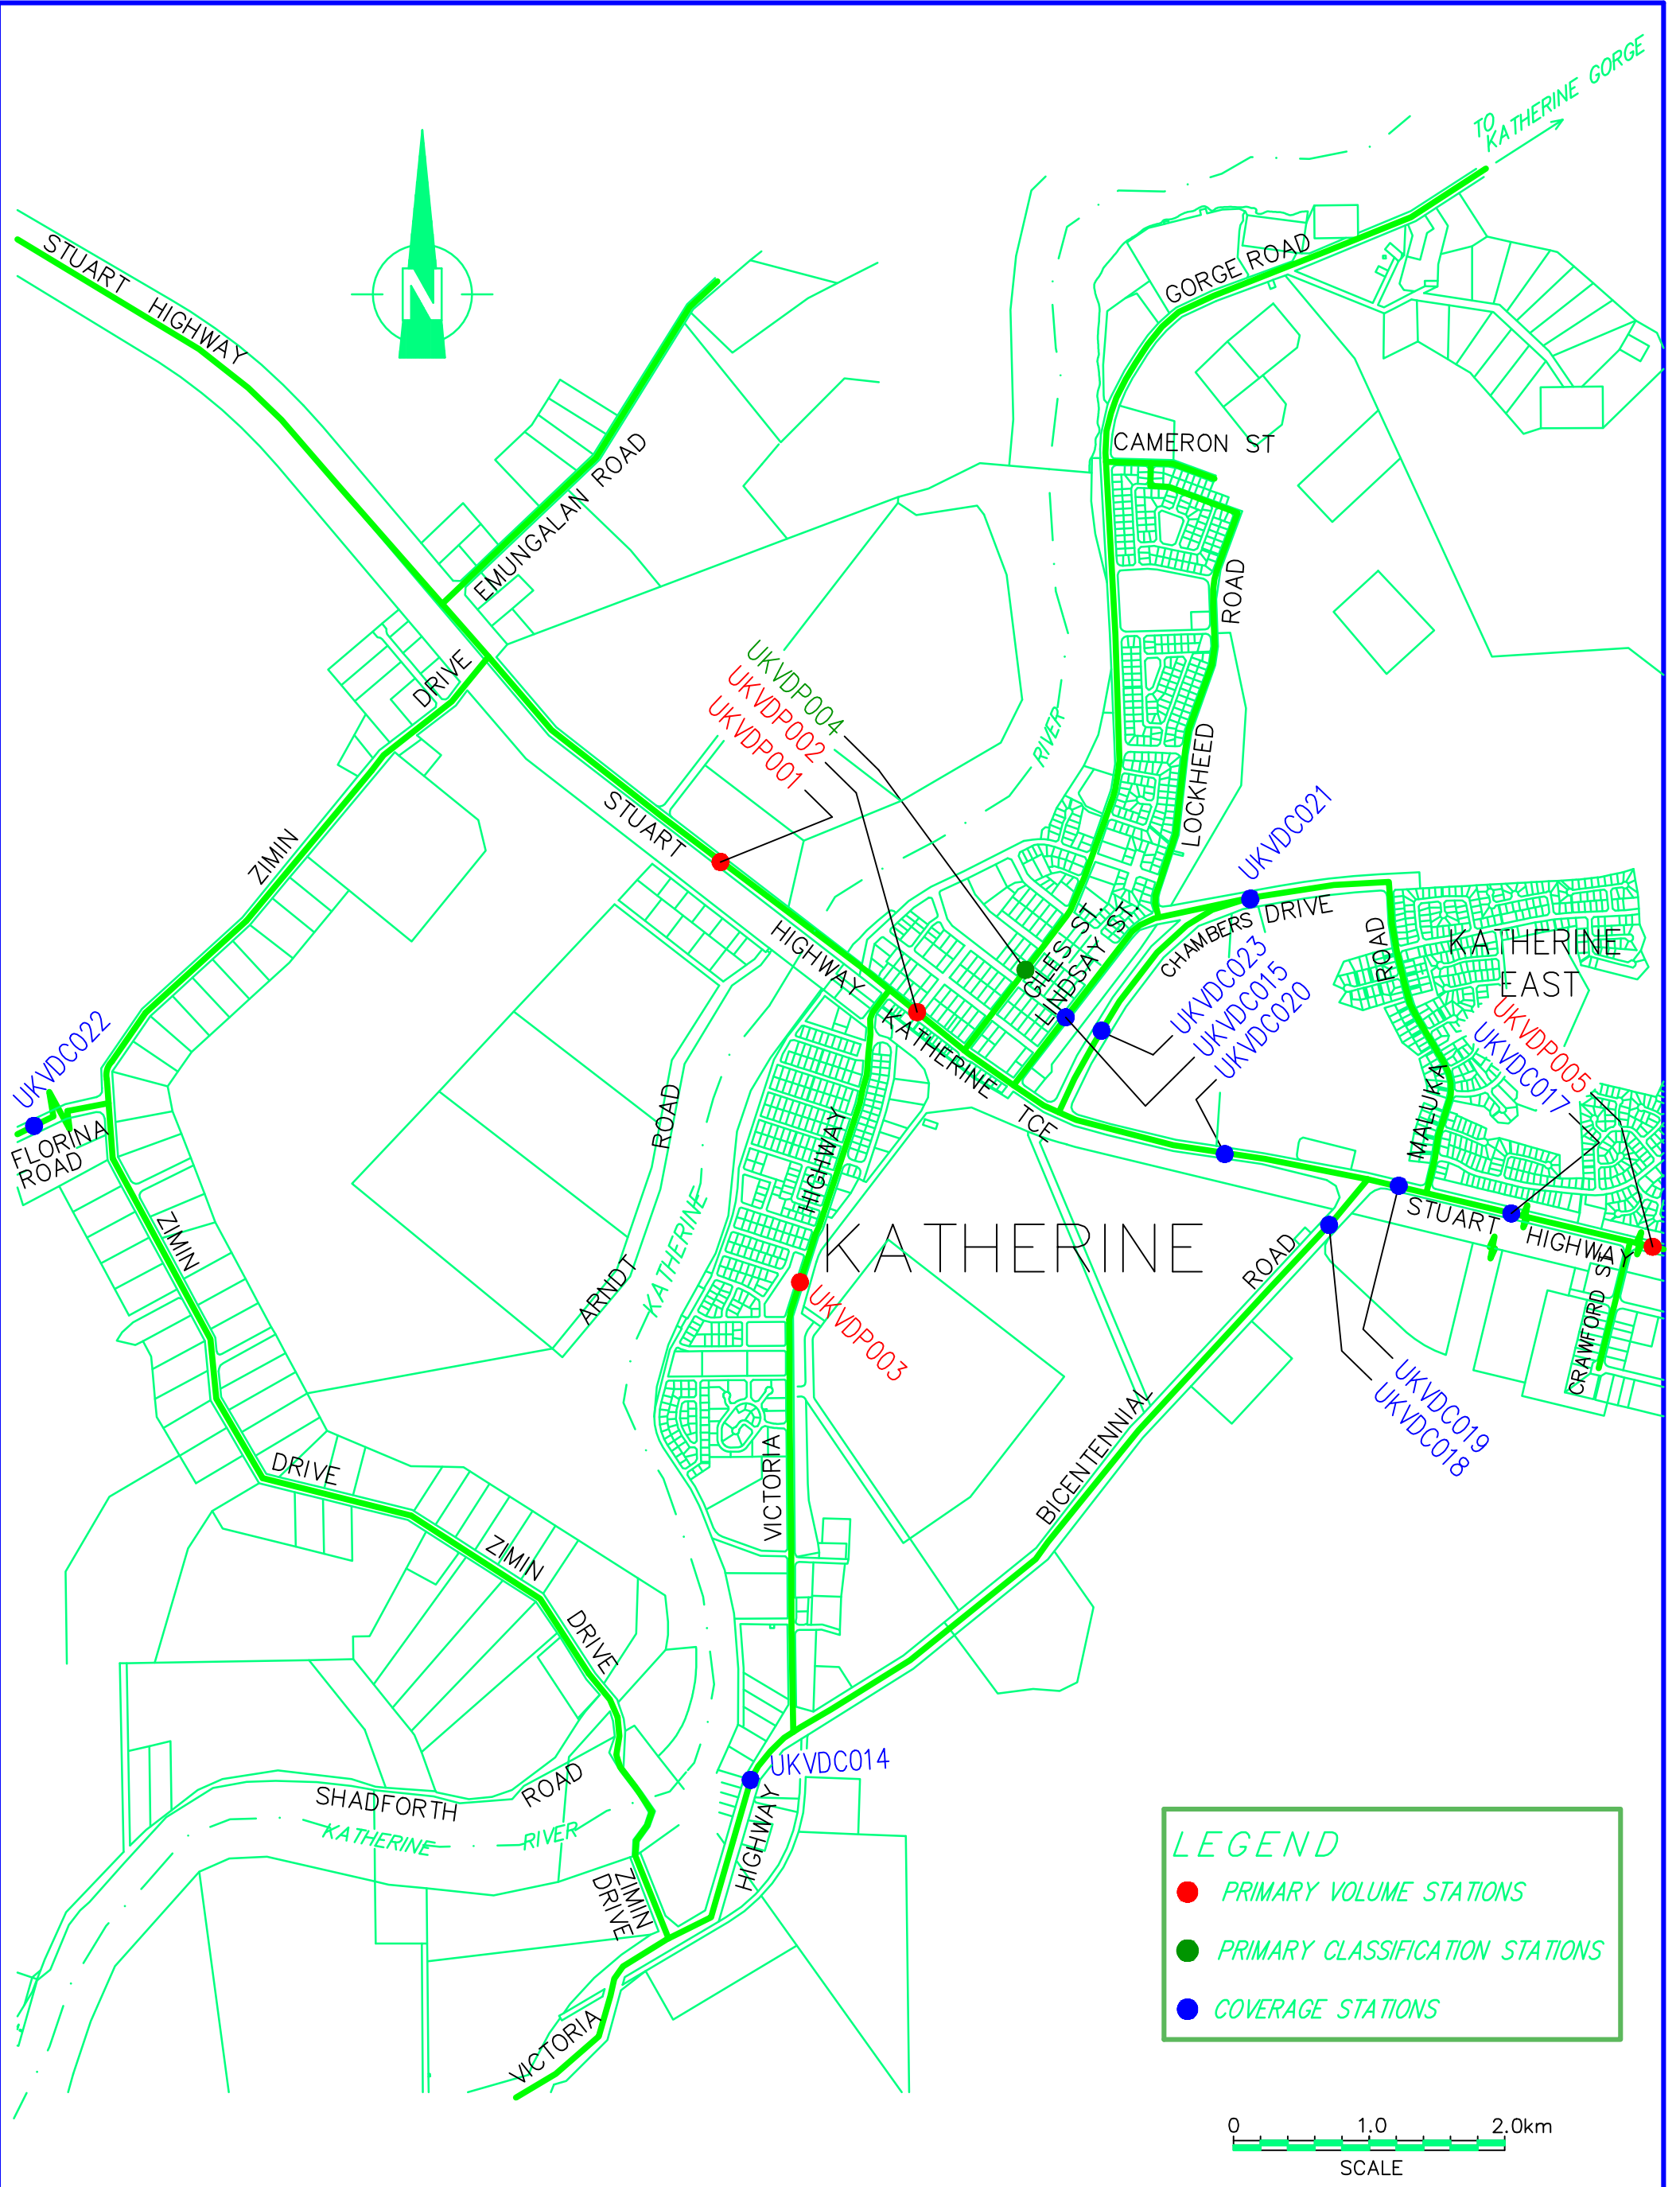 TO
KATHERINE GORGE
STUART HIGHWAY
N
GORGE ROAD
CAMERON ST
EMUNGALAN ROAD
ROAD
DRIVE
UKVDP004
UKVDP002
UKVDP001
RIVER
LOCKHEED
STUART
ZIMIN
UKVDC021
HIGHWAY
GILES ST.
LINDSAY ST.
CHAMBERS DRIVE
ROAD
KATHERINE
EAST
UKVDC023
UKVDC015
UKVDC020
UKVDP005
UKVDC017
KATHERINE TCE
UKVDC022
FLORINA
ROAD
ROAD
HIGHWAY
MALUKA
ZIMIN
KATHERINE
KATHERINE
STUART
HIGHWAY
ROAD
ARNDT
UKVDP003
CRAWFORD ST
UKVDC019
UKVDC018
BICENTENNIAL
VICTORIA
DRIVE
ZIMIN
DRIVE
UKVDC014
SHADFORTH
ROAD
KATHERINE
RIVER
HIGHWAY
ZIMIN
DRIVE
VICTORIA
LEGEND
PRIMARY VOLUME STATIONS
PRIMARY CLASSIFICATION STATIONS
COVERAGE STATIONS
0 1.0 2.0km
SCALE